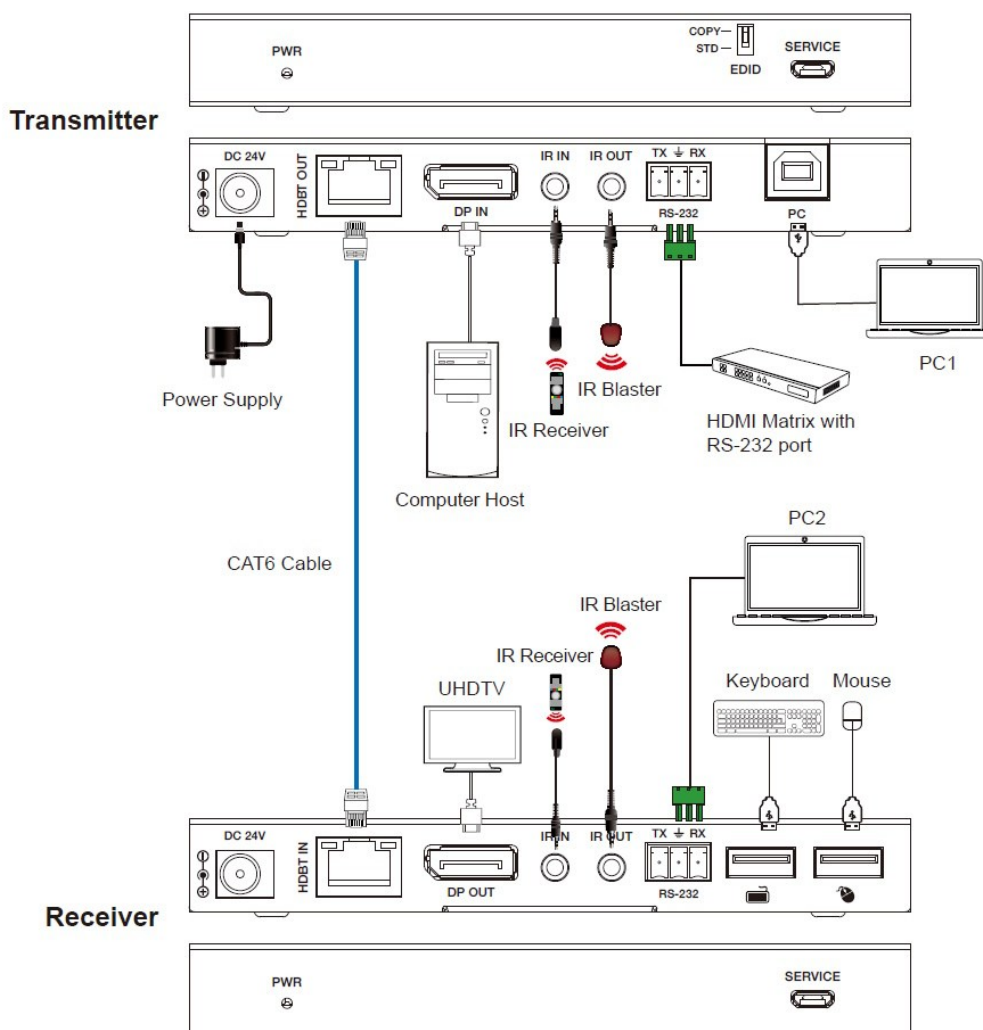 COPY
STD
PWR
EDID
SERVICE
Transmitter
DC 24V
HDBT OUT
DP IN
IR IN
IR OUT
TX RX
RS-232
PC
Power Supply
Computer Host
IR Receiver
IR Blaster
HDMI Matrix with
RS-232 port
PC1
CAT6 Cable
PC2
IR Blaster
IR Receiver
UHDTV
Keyboard
Mouse
DC 24V
HDBT IN
DP OUT
IR IN
IR OUT
TX RX
RS-232
Receiver
PWR
SERVICE